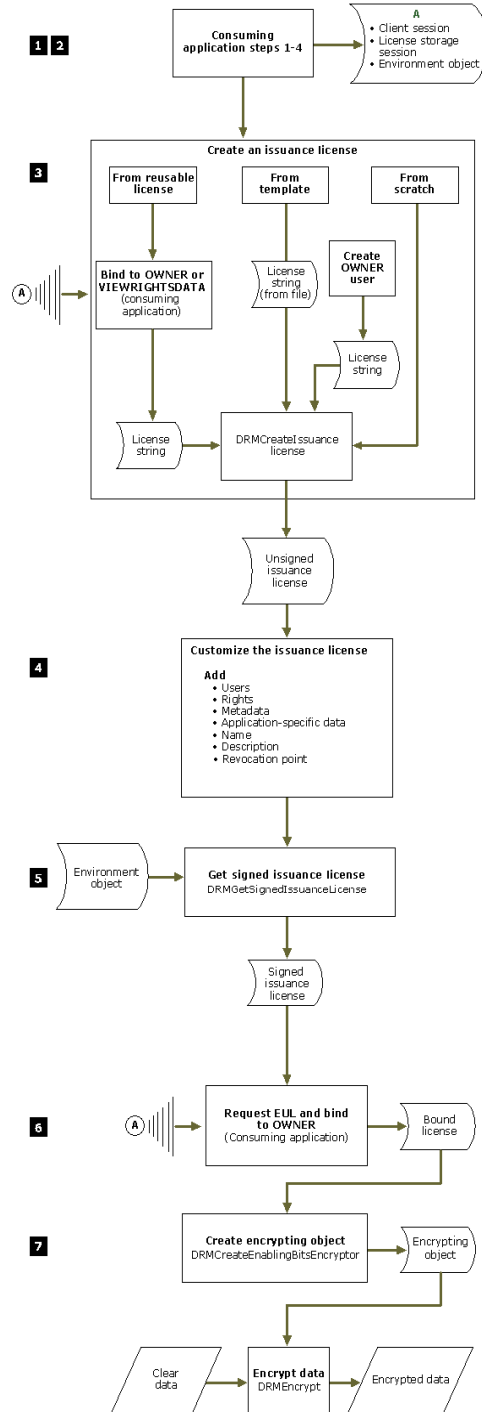 1 2
Consuming
application steps 1-4
A
• Client session
• License storage
session
• Environment object
3
Create an issuance license
From reusable
license
From
template
From
scratch
A
Bind to OWNER or
VIEWRIGHTSDATA
(consuming
application)
License
string
(from file)
Create
OWNER
user
License
string
License
string
DRMCreateIssuance
license
Unsigned
issuance
license
4
Customize the issuance license
Add
• Users
• Rights
• Metadata
• Application-specific data
• Name
• Description
• Revocation point
5
Environment
object
Get signed issuance license
DRMGetSignedIssuanceLicense
Signed
issuance
license
6
A
Request EUL and bind
to OWNER
(Consuming application)
Bound
license
7
Create encrypting object
DRMCreateEnablingBitsEncryptor
Encrypting
object
Clear
data
Encrypt data
DRMEncrypt
Encrypted data